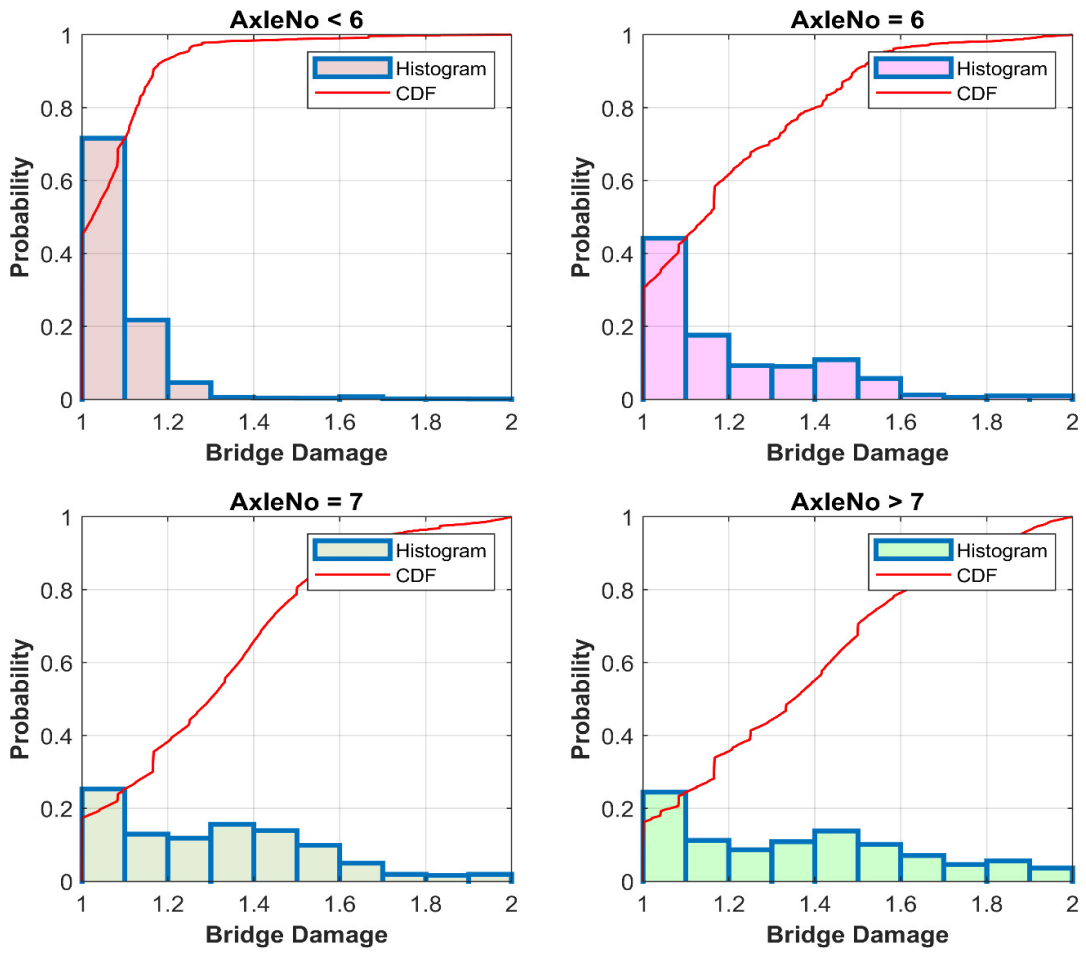 AxleNo < 6
1
0.8
0.6
0.4
0.2
0
Probability
Histogram
CDF
1
1.2
1.4
1.6
1.8
2
Bridge Damage
AxleNo = 6
1
0.8
0.6
0.4
0.2
0
Probability
Histogram
CDF
1
1.2
1.4
1.6
1.8
2
Bridge Damage
AxleNo = 7
1
0.8
0.6
0.4
0.2
0
Probability
Histogram
CDF
1
1.2
1.4
1.6
1.8
2
Bridge Damage
AxleNo > 7
1
0.8
0.6
0.4
0.2
0
Probability
Histogram
CDF
1
1.2
1.4
1.6
1.8
2
Bridge Damage